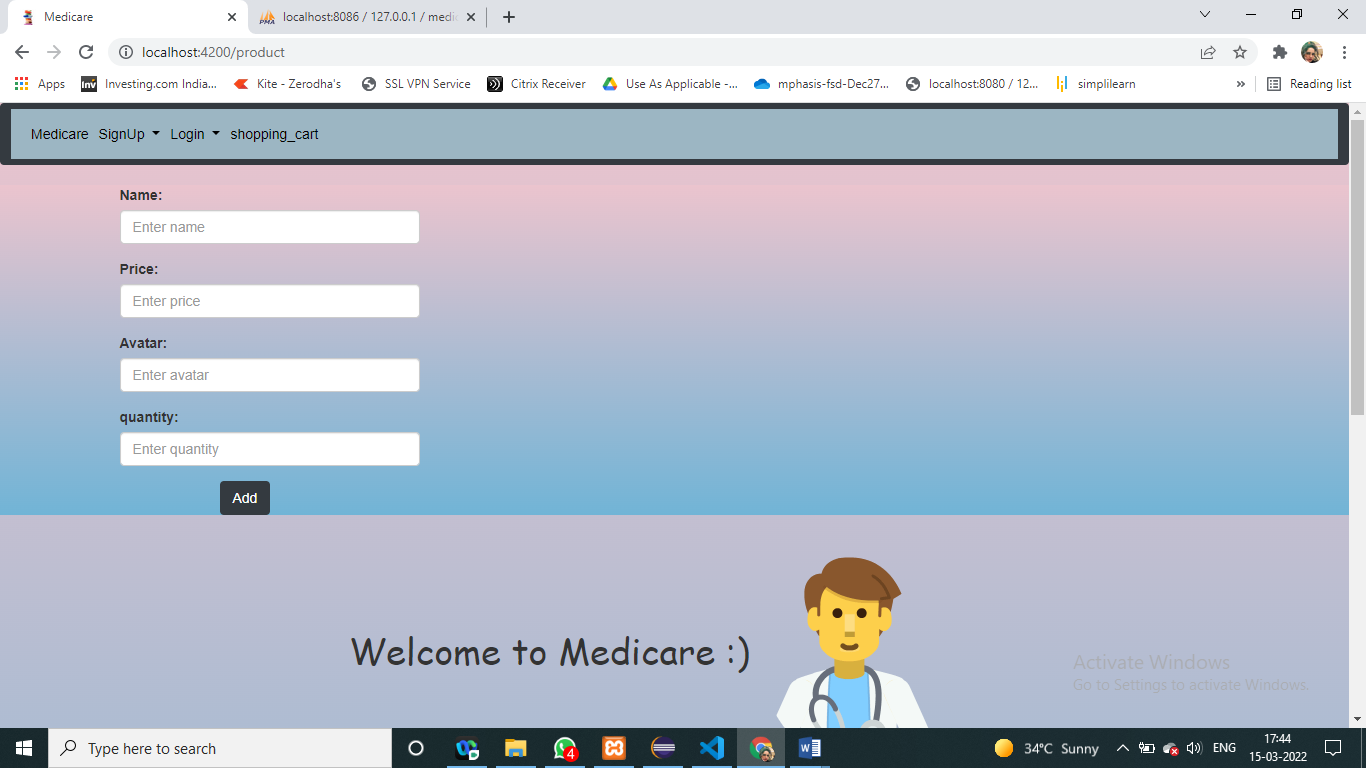 Medicare
localhost:8086 / 127.0.0.1 / medic
localhost:4200/product
Apps
inv
Investing.com India...
Kite - Zerodha's
SSL VPN Service
Citrix Receiver
Use As Applicable -...
mphasis-fsd-Dec27...
localhost:8080 / 12...
simplilearn
»
Reading list
Medicare SignUp Login shopping_cart
Name:
Enter name
Price:
Enter price
Avatar:
Enter avatar
quantity:
Enter quantity
Add
Welcome to Medicare :)
Activate Windows
Go to Settings to activate Windows.
Type here to search
4
34°C Sunny
ENG
17:44
15-03-2022